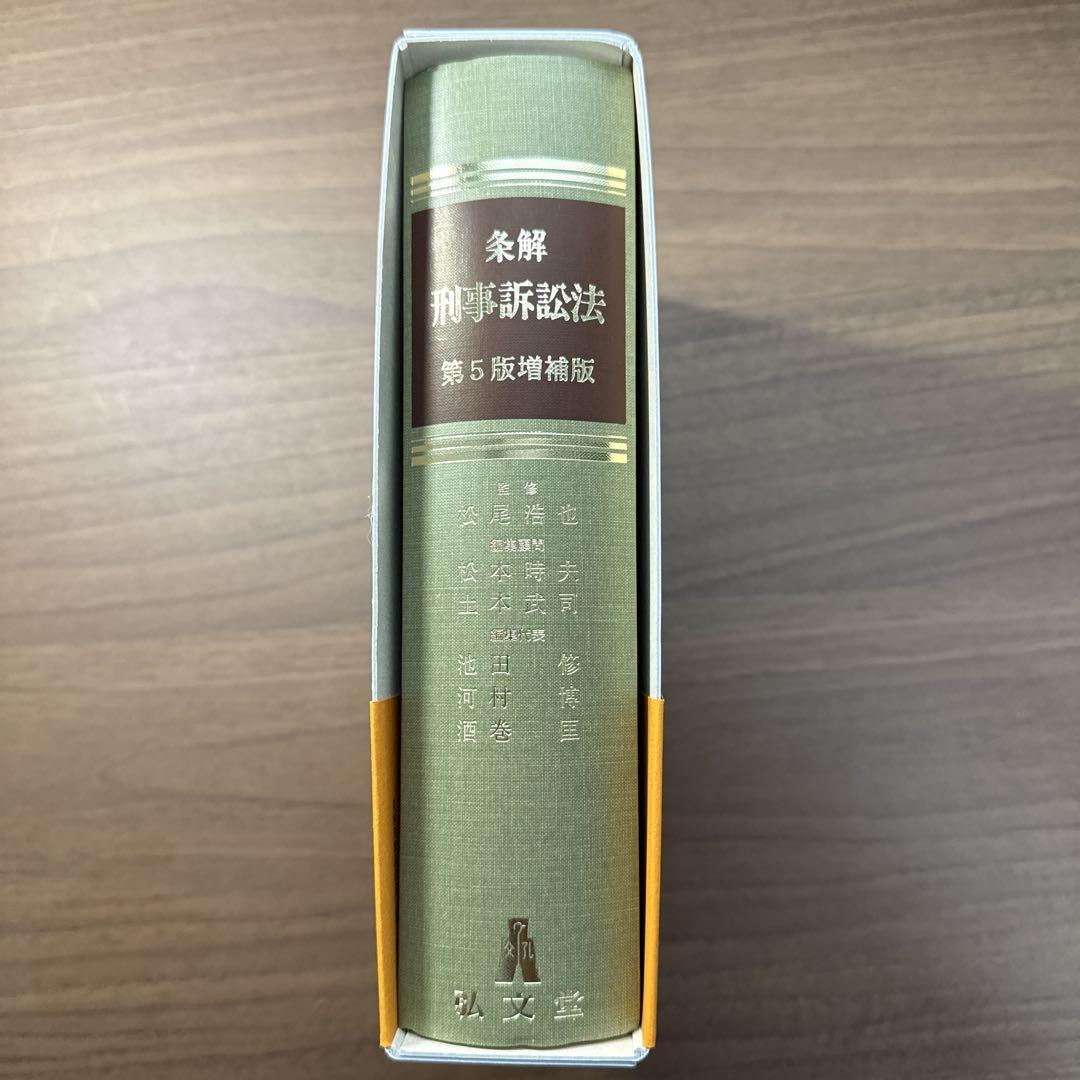 条解
刑事訴訟法
第5版増補版
監修
松尾浩也
編集顧問
松本時夫
土本武司
編集代表
池田 修
河村 博
酒巻 匡
弘文堂